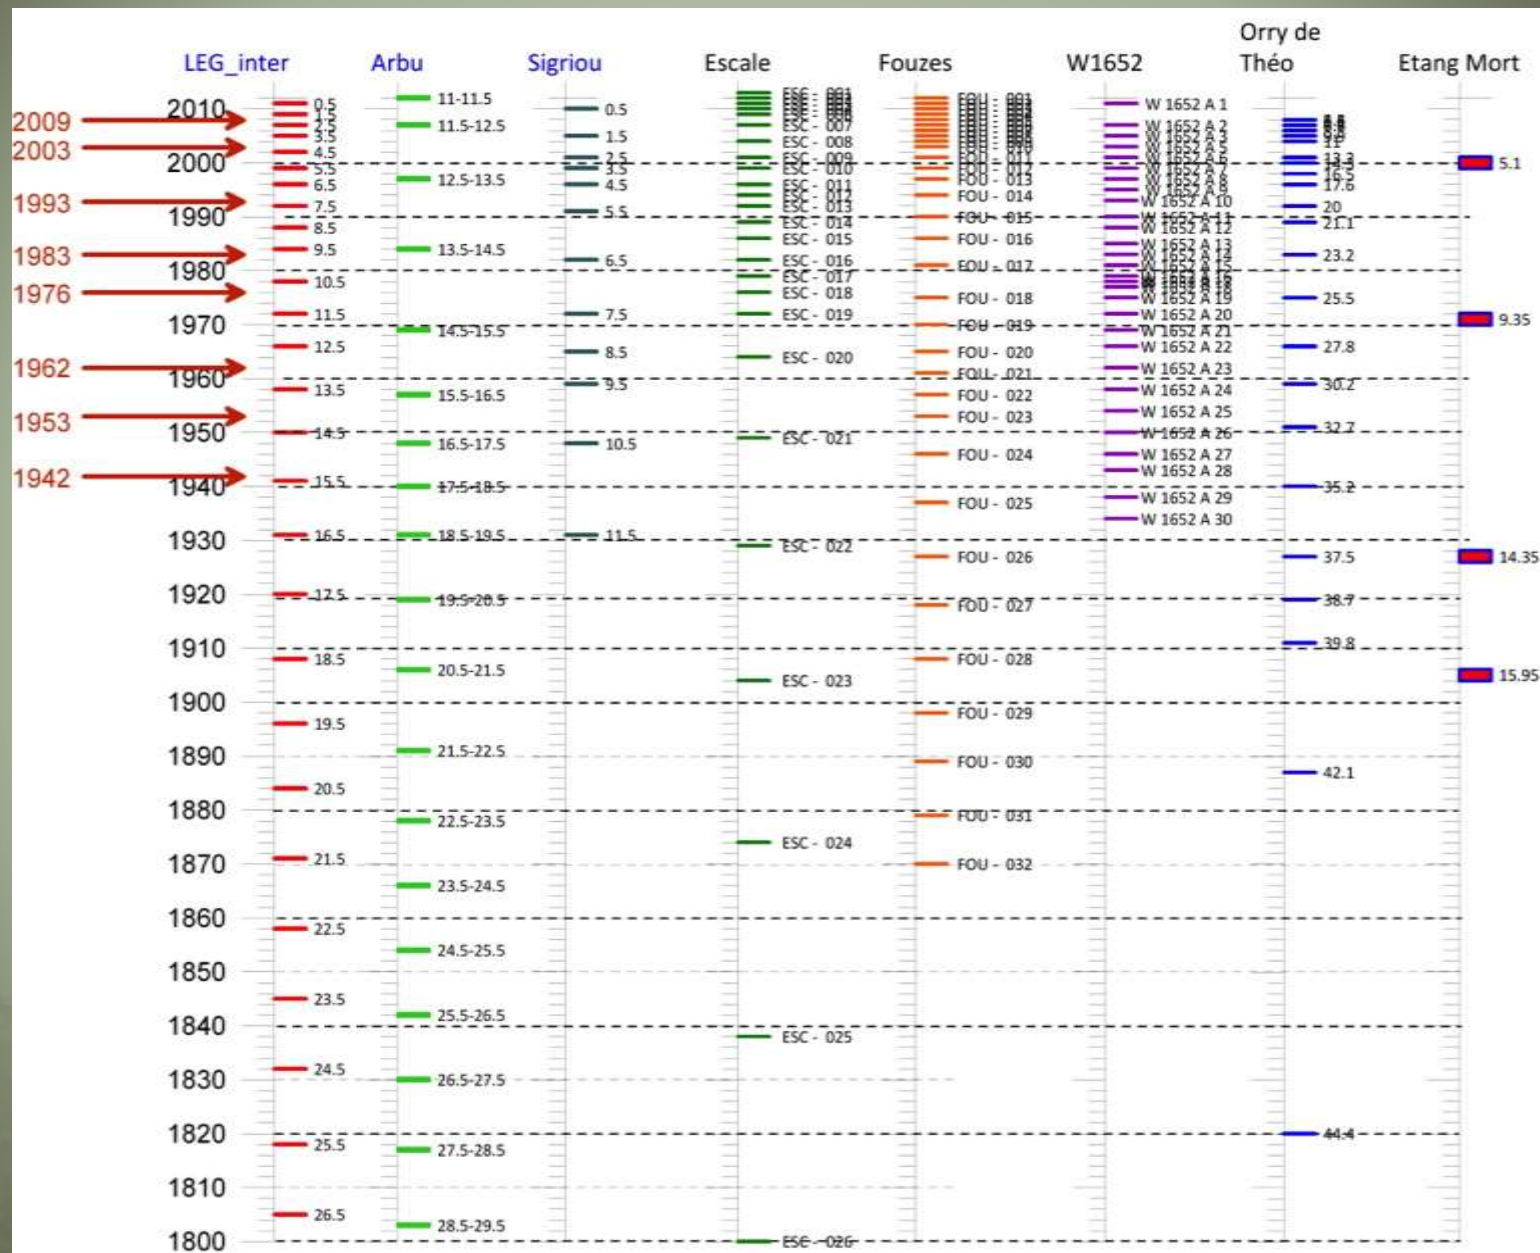 LEG_inter Arbu Sigriou Escale Fouzes W1652 Orry de Théo Etang Mort
2009
2003
1993
1983
1976
1962
1953
1942
2010
2000
1990
1980
1970
1960
1950
1940
1930
1920
1910
1900
1890
1880
1870
1860
1850
1840
1830
1820
1810
1800
0.5
1.5
2.5
3.5
4.5
5.5
6.5
7.5
8.5
9.5
10.5
11.5
12.5
13.5
14.5
15.5
16.5
17.5
18.5
19.5
20.5
21.5
22.5
23.5
24.5
25.5
26.5
11-11.5
11.5-12.5
12.5-13.5
13.5-14.5
14.5-15.5
15.5-16.5
16.5-17.5
17.5-18.5
18.5-19.5
19.5-20.5
20.5-21.5
21.5-22.5
22.5-23.5
23.5-24.5
24.5-25.5
25.5-26.5
26.5-27.5
27.5-28.5
28.5-29.5
0.5
1.5
2.5
3.5
4.5
5.5
6.5
7.5
8.5
9.5
10.5
11.5
ESC - 001
ESC - 007
ESC - 008
ESC - 009
ESC - 010
ESC - 011
ESC - 012
ESC - 013
ESC - 014
ESC - 015
ESC - 016
ESC - 017
ESC - 018
ESC - 019
ESC - 020
ESC - 021
ESC - 022
ESC - 023
ESC - 024
ESC - 025
ESC - 026
FOU - 001
FOU - 011
FOU - 012
FOU - 013
FOU - 014
FOU - 015
FOU - 016
FOU - 017
FOU - 018
FOU - 019
FOU - 020
FOU - 021
FOU - 022
FOU - 023
FOU - 024
FOU - 025
FOU - 026
FOU - 027
FOU - 028
FOU - 029
FOU - 030
FOU - 031
FOU - 032
W 1652 A 1
W 1652 A 2
W 1652 A 3
W 1652 A 5
W 1652 A 6
W 1652 A 7
W 1652 A 8
W 1652 A 9
W 1652 A 10
W 1652 A 11
W 1652 A 12
W 1652 A 13
W 1652 A 14
W 1652 A 15
W 1652 A 16
W 1652 A 18
W 1652 A 19
W 1652 A 20
W 1652 A 21
W 1652 A 22
W 1652 A 23
W 1652 A 24
W 1652 A 25
W 1652 A 26
W 1652 A 27
W 1652 A 28
W 1652 A 29
W 1652 A 30
11
13.3
16.5
17.6
20
21.1
23.2
25.5
27.8
30.2
32.7
35.2
37.5
38.7
39.8
42.1
44.4
5.1
9.35
14.35
15.95